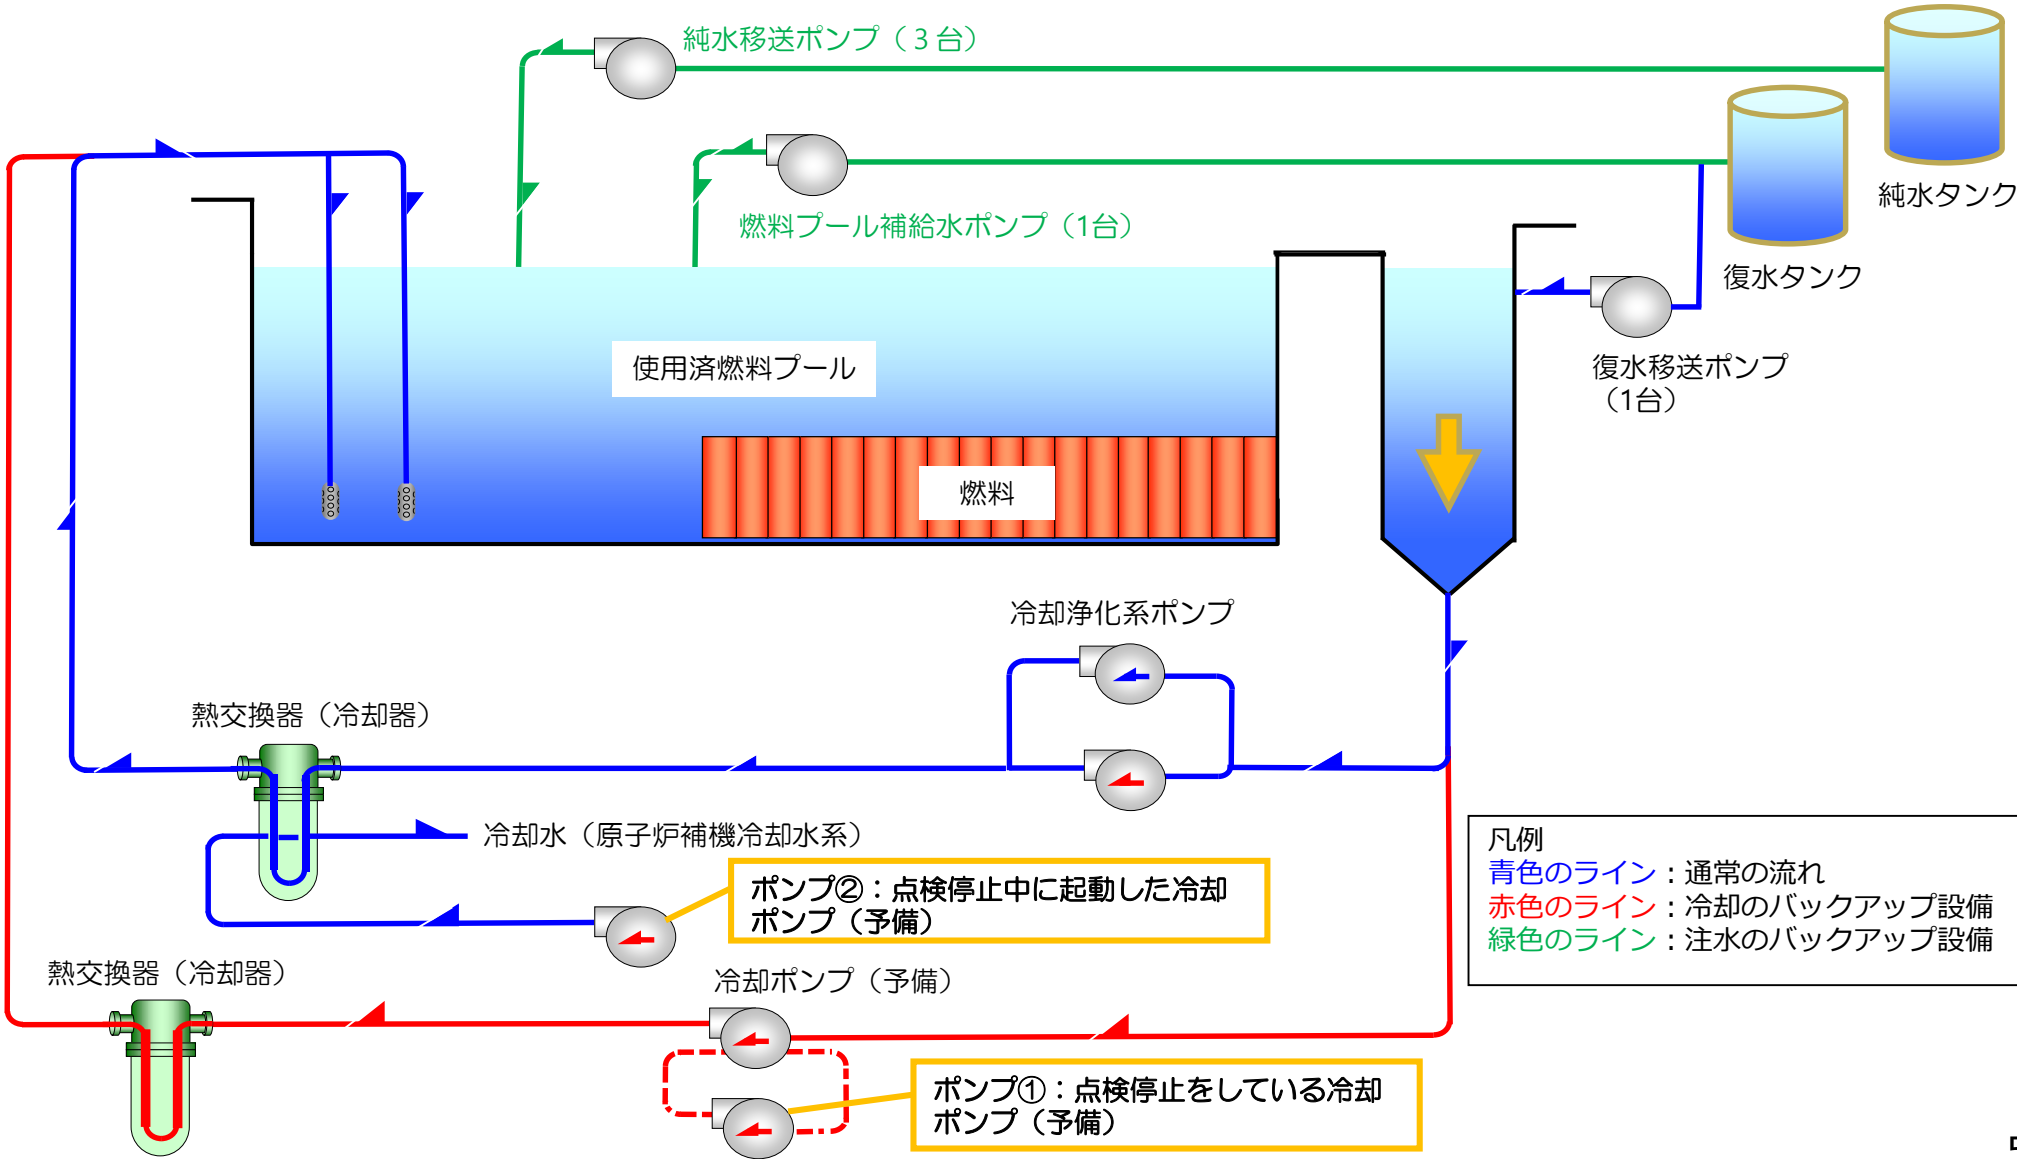 純水移送ポンプ（３台）
純水タンク
燃料プール補給水ポンプ（1台）
復水タンク
使用済燃料プール
復水移送ポンプ
（1台）
燃料
冷却浄化系ポンプ
熱交換器（冷却器）
冷却水（原子炉補機冷却水系）
凡例
青色のライン：通常の流れ
赤色のライン：冷却のバックアップ設備
緑色のライン：注水のバックアップ設備
ポンプ②：点検停止中に起動した冷却
ポンプ（予備）
熱交換器（冷却器）
冷却ポンプ（予備）
ポンプ①：点検停止をしている冷却
ポンプ（予備）